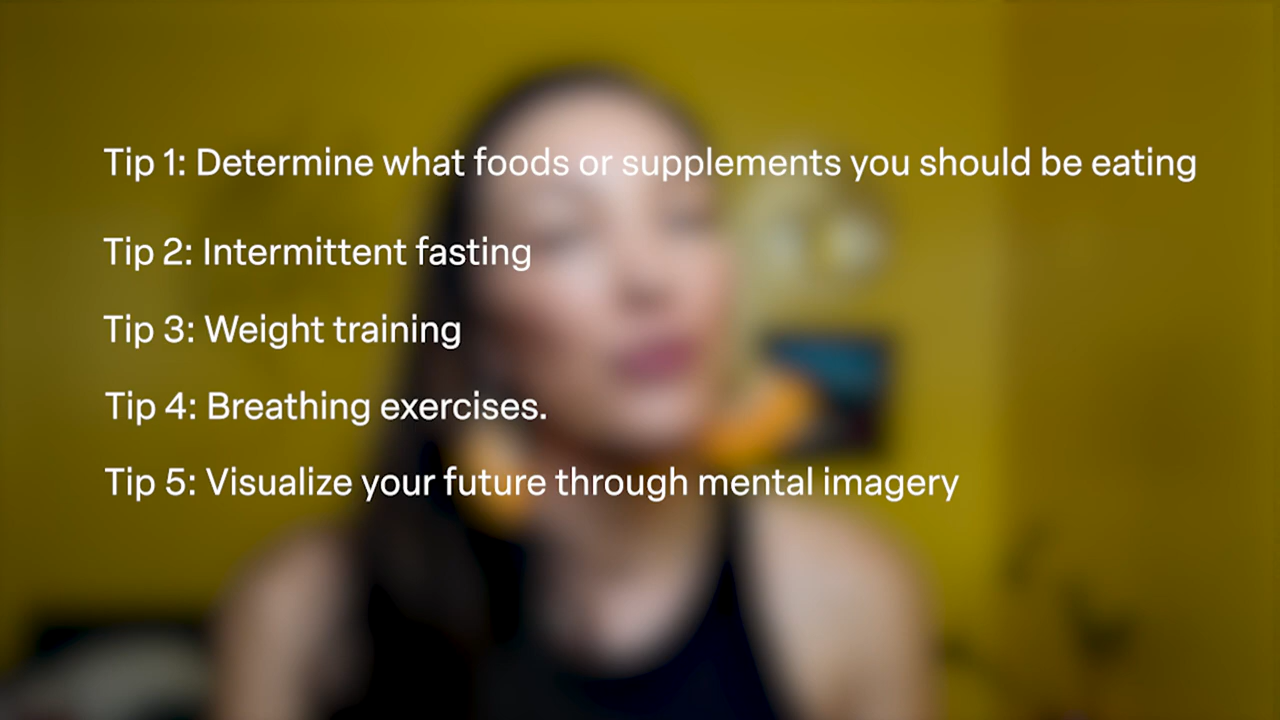 Tip 1: Determine what foods or supplements you should be eating
Tip 2: Intermittent fasting
Tip 3: Weight training
Tip 4: Breathing exercises.
Tip 5: Visualize your future through mental imagery